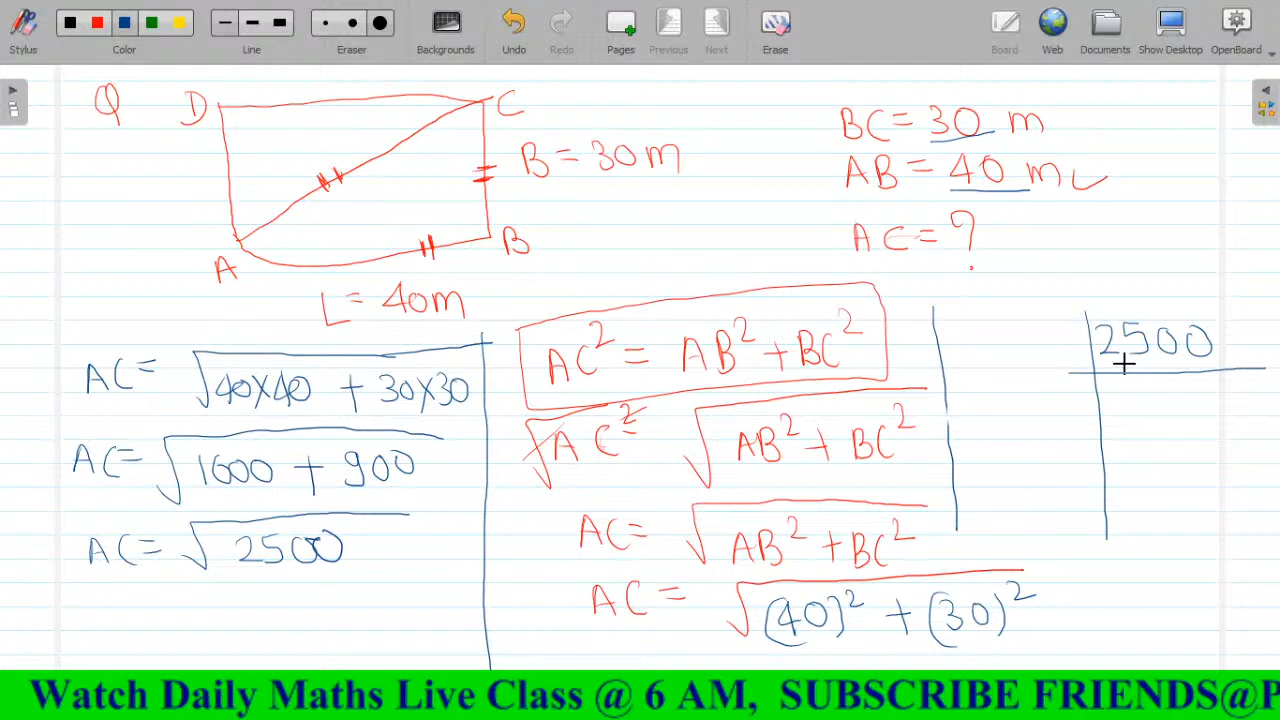 Stylus Color Line Eraser Backgrounds Undo Redo Pages Previous Next Erase Board Web Documents Show Desktop OpenBoard
Q
D C
B = 30m
A B
L = 40m
BC = 30 m
AB = 40 m
AC = ?
AC² = AB² + BC²
√AC² √AB² + BC²
AC = √AB² + BC²
AC = √(40)² + (30)²
AC = √40×40 + 30×30
AC = √1600 + 900
AC = √2500
2500
Watch Daily Maths Live Class @ 6 AM, SUBSCRIBE FRIENDS@P